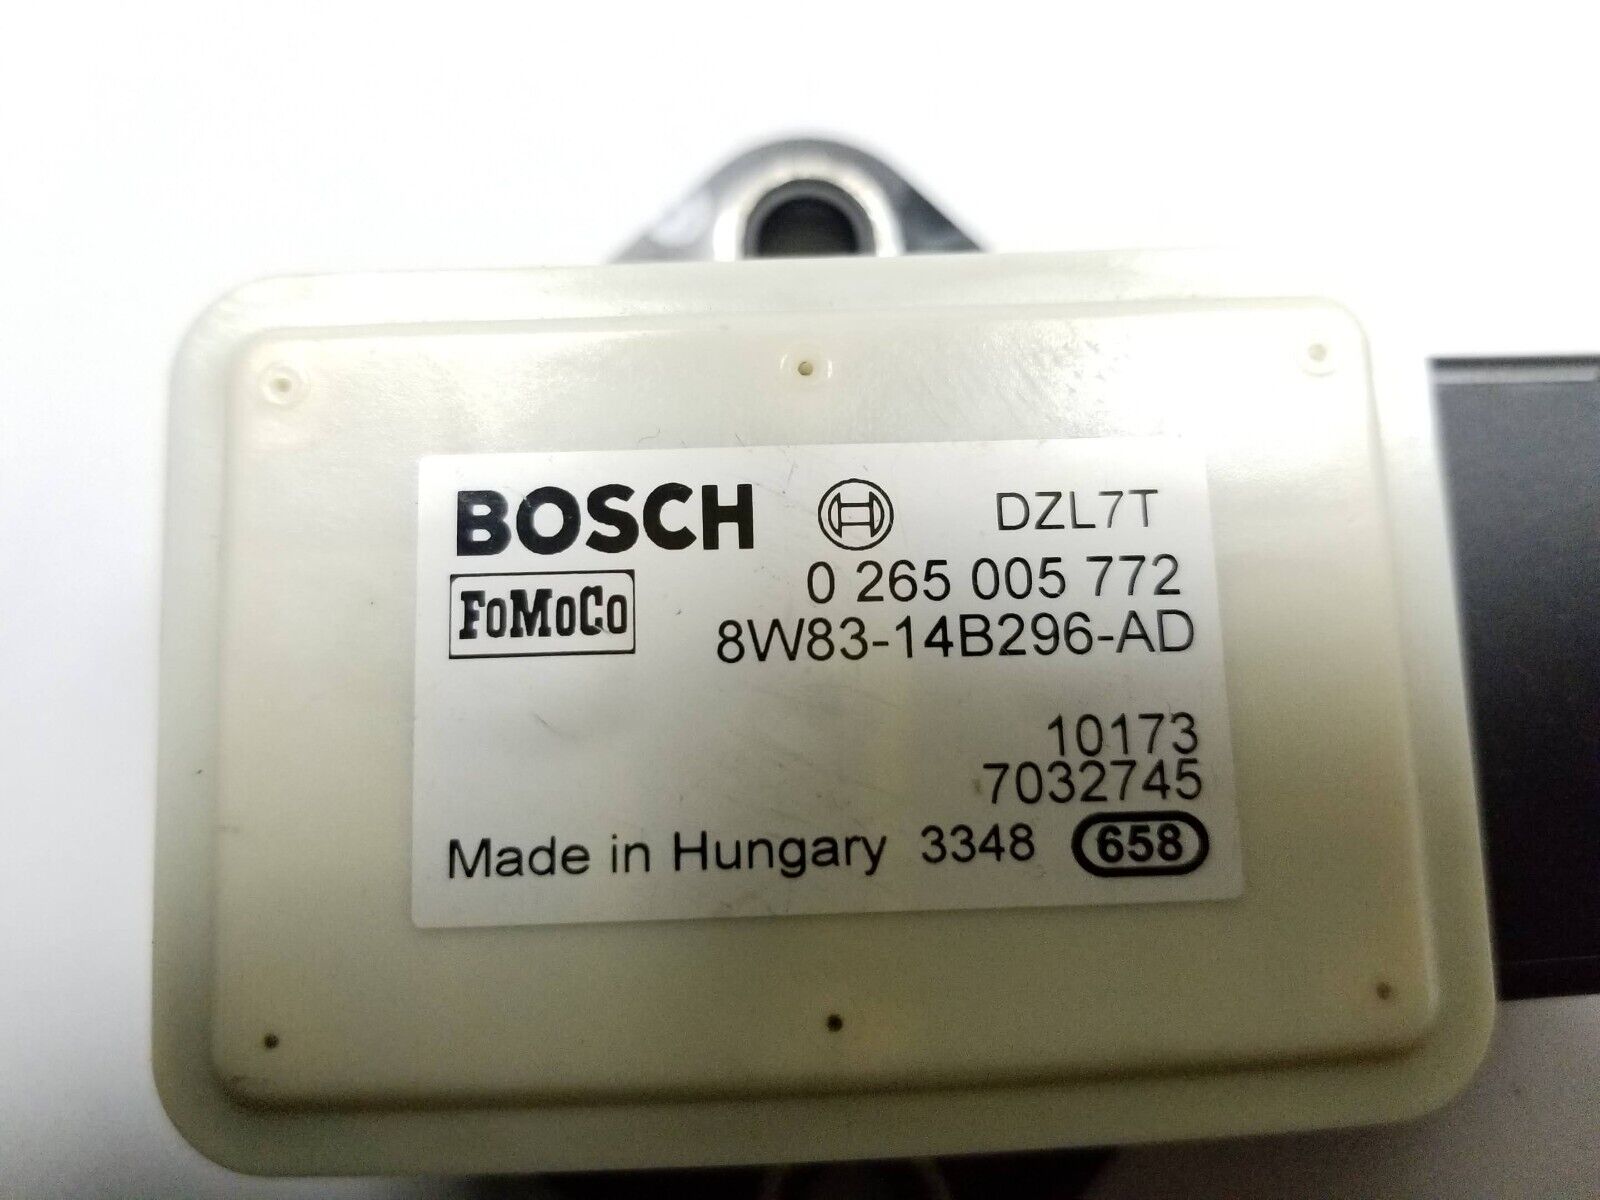 BOSCH DZL7T
0 265 005 772
FoMoCo
8W83-14B296-AD
10173
7032745
Made in Hungary 3348 658